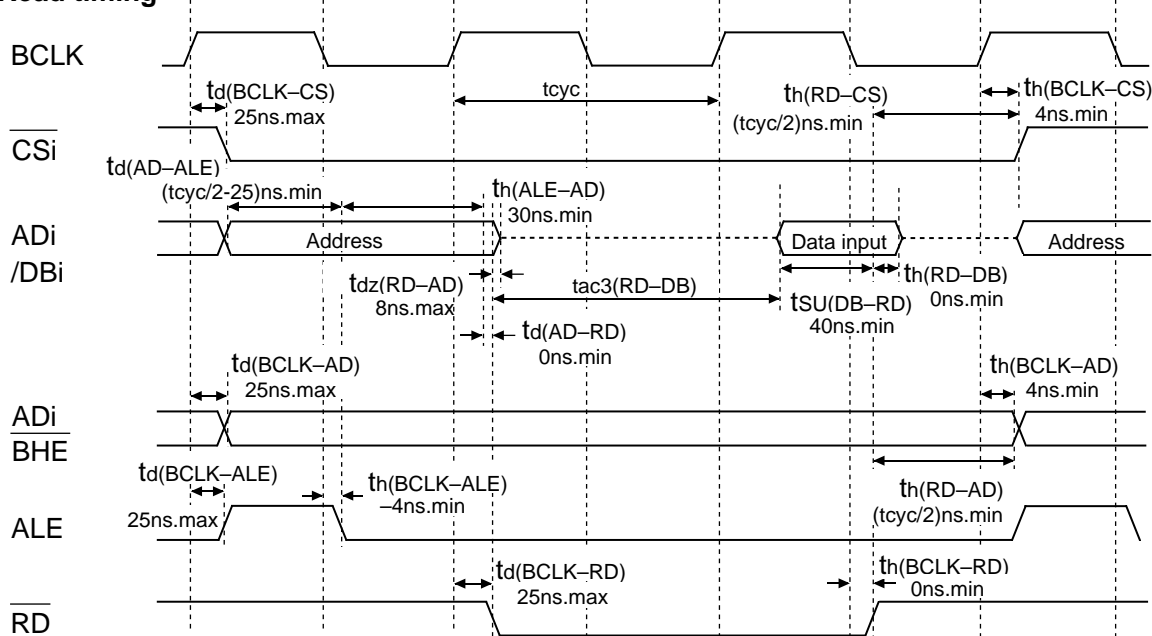 Read timing
BCLK
td(BCLK–CS)
25ns.max
tcyc
th(RD–CS)
(tcyc/2)ns.min
th(BCLK–CS)
4ns.min
CSi
td(AD–ALE)
(tcyc/2-25)ns.min
th(ALE–AD)
30ns.min
ADi
/DBi
Address
Data input
Address
tdz(RD–AD)
8ns.max
tac3(RD–DB)
th(RD–DB)
0ns.min
tSU(DB–RD)
40ns.min
td(AD–RD)
0ns.min
td(BCLK–AD)
25ns.max
th(BCLK–AD)
4ns.min
ADi
BHE
td(BCLK–ALE)
25ns.max
th(BCLK–ALE)
–4ns.min
th(RD–AD)
(tcyc/2)ns.min
ALE
td(BCLK–RD)
25ns.max
th(BCLK–RD)
0ns.min
RD